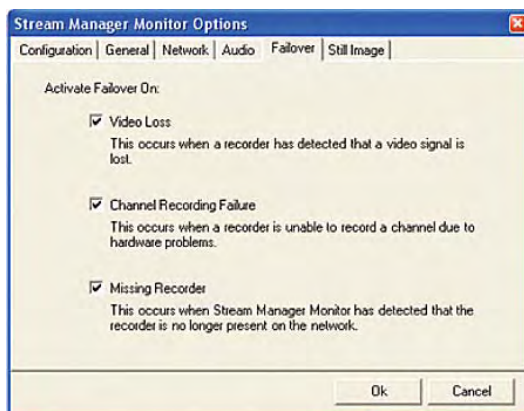 Stream Manager Monitor Options
Configuration General Network Audio Failover Still Image
Activate Failover On:
Video Loss
This occurs when a recorder has detected that a video signal is
lost.
Channel Recording Failure
This occurs when a recorder is unable to record a channel due to
hardware problems.
Missing Recorder
This occurs when Stream Manager Monitor has detected that the
recorder is no longer present on the network.
Ok Cancel